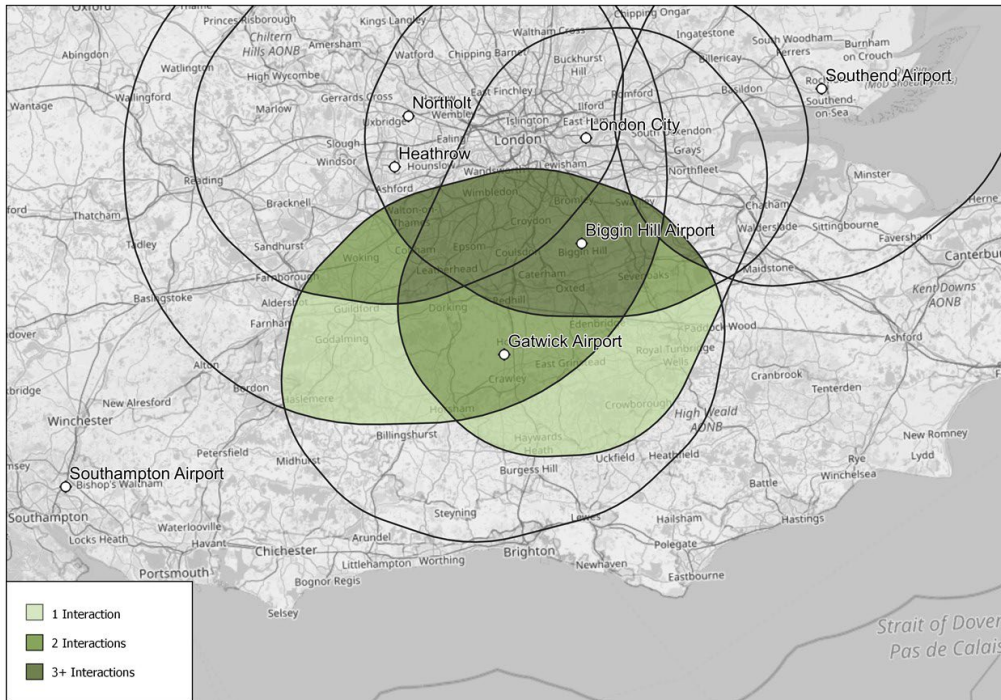 Oxford
Princes Risborough
Kings Langley
Chipping Ongar
Abingdon
Chiltern
Hills AONB
Amersham
Watford
Chipping Barnet
Waltham Cross
Ingatestone
South Woodham
Ferrers
Burnham
on Crouch
Watlington
High Wycombe
Buckhurst
Hill
Billericay
Wantage
Wallingford
Marlow
Gerrards Cross
East Finchley
Romford
Basildon
Southend Airport
Southend-
on-Sea
Northolt
Uxbridge
Wembley
Islington
Ilford
East H
London City
South Ockendon
Slough
Ealing
London
Grays
Heathrow
Windsor
Hounslow
Wandsworth
Lewisham
Northfleet
Reading
Ashford
Wimbledon
Bromley
Swanley
Minster
Bracknell
Walton-on-
Thames
Croydon
Chatham
Herne
ford
Thatcham
Sandhurst
Biggin Hill Airport
Walderslade
Sittingbourne
Tadley
Cobham
Epsom
Coulsdon
Biggin Hill
Faversham
Woking
Leatherhead
Caterham
Sevenoaks
Maidstone
Canterbu
Farnborough
Oxted
Kent Downs
AONB
Basingstoke
Aldershot
Guildford
Dorking
Redhill
Farnham
Edenbridge
Paddock Wood
ndover
Godalming
Gatwick Airport
Ashford
Alton
East Grinstead
Royal Tunbridge
Wells
xbridge
Crawley
Cranbrook
Bordon
Tenterden
New Alresford
Haslemere
Horsham
Crowborough
High Weald
AONB
Winchester
Billingshurst
Haywards
Heath
New Romney
Petersfield
Midhurst
Uckfield
Heathfield
Lydd
msey
Southampton Airport
Burgess Hill
Rye
Winchelsea
Bishop's Waltham
Battle
Southampton
Steyning
Lewes
Hailsham
Hastings
Waterlooville
Arundel
Locks Heath
Havant
Chichester
Littlehampton
Worthing
Brighton
Newhaven
Polegate
Portsmouth
Bognor Regis
Eastbourne
Selsey
1 Interaction
2 Interactions
3+ Interactions
Strait of Dover
Pas de Calais